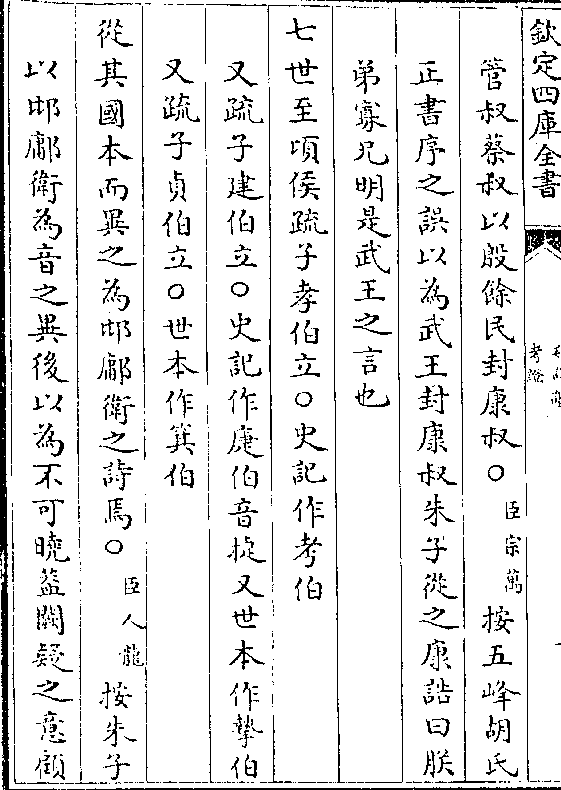 欽定四庫全書
考證
管叔蔡叔以殷餘民封康叔○臣宗萬按五峰胡氏
正書序之誤以為武王封康叔朱子從之康誥曰朕
弟寡兄明是武王之言也
七世至頃侯疏子孝伯立○史記作考伯
又疏子建伯立○史記作庚伯音捷又世本作摯伯
又疏子貞伯立○世本作箕伯
從其國本而異之為邶鄘衛之詩焉○臣人龍按朱子
以邶鄘衛為音之異後以為不可曉蓋闕疑之意顧